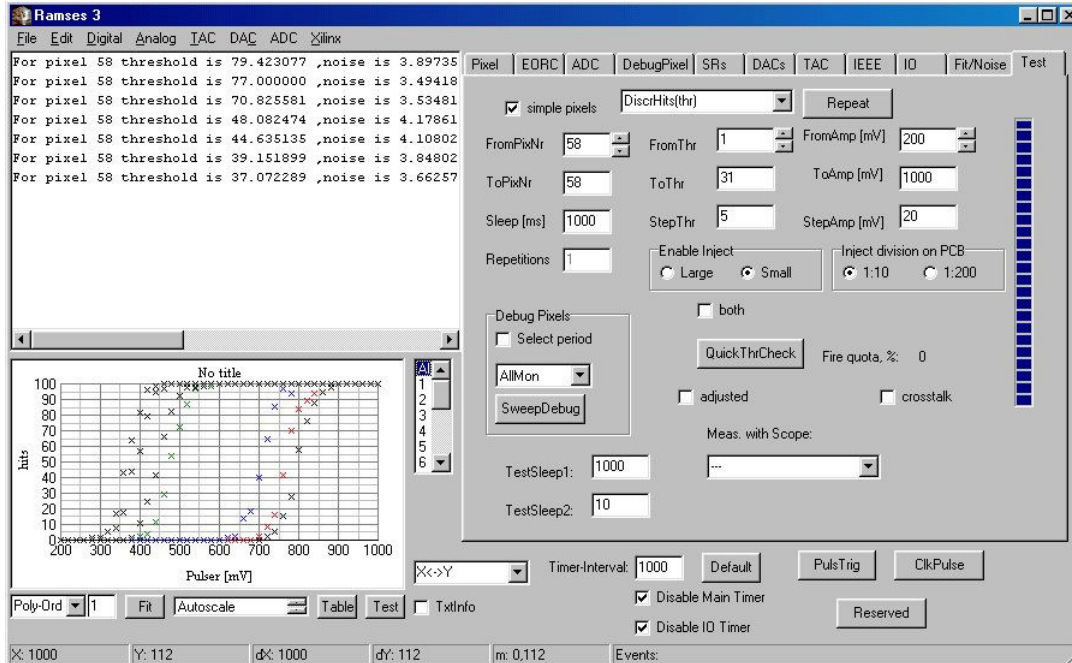 Ramses 3
File Edit Digital Analog TAC DAC ADC Xilinx
For pixel 58 threshold is 79.423077 ,noise is 3.89735
For pixel 58 threshold is 77.000000 ,noise is 3.49418
For pixel 58 threshold is 70.825581 ,noise is 3.53481
For pixel 58 threshold is 48.082474 ,noise is 4.17861
For pixel 58 threshold is 44.635135 ,noise is 4.10802
For pixel 58 threshold is 39.151899 ,noise is 3.84802
For pixel 58 threshold is 37.072289 ,noise is 3.66257
Pixel EORC ADC DebugPixel SRs DACs TAC IEEE IO Fit/Noise Test
simple pixels DiscrHits(thr) Repeat
FromPixNr 58 FromThr 1 FromAmp [mV] 200
ToPixNr 58 ToThr 31 ToAmp [mV] 1000
Sleep [ms] 1000 StepThr 5 StepAmp [mV] 20
Repetitions 1
Enable Inject
Large Small
Inject division on PCB
1:10 1:200
both
Debug Pixels
Select period
AllMon
SweepDebug
QuickThrCheck Fire quota, %: 0
adjusted crosstalk
Meas. with Scope:
---
TestSleep1: 1000
TestSleep2: 10
No title
100
90
80
70
60
50
40
30
20
10
0
hits
200 300 400 500 600 700 800 900 1000
Pulser [mV]
Al
1
2
3
4
5
6
X<->Y Timer-Interval: 1000 Default PulsTrig ClkPulse
Poly-Ord 1 Fit Autoscale Table Test TxtInfo
Disable Main Timer
Disable IO Timer
Reserved
X: 1000 Y: 112 dX: 1000 dY: 112 m: 0,112 Events: